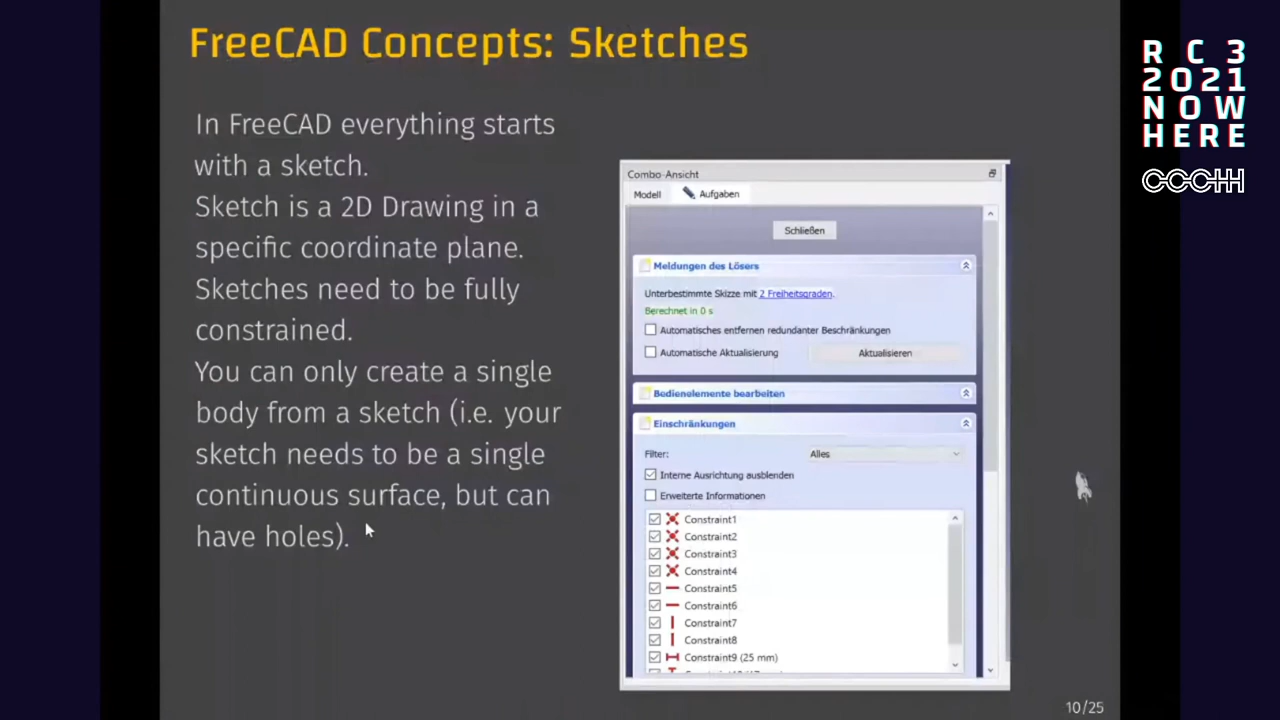 FreeCAD Concepts: Sketches
In FreeCAD everything starts
with a sketch.
Sketch is a 2D Drawing in a
specific coordinate plane.
Sketches need to be fully
constrained.
You can only create a single
body from a sketch (i.e. your
sketch needs to be a single
continuous surface, but can
have holes).
Combo-Ansicht
Modell
Aufgaben
Schließen
Meldungen des Lösers
Unterbestimmte Skizze mit 2 Freiheitsgraden.
Berechnet in 0 s
Automatisches entfernen redundanter Beschränkungen
Automatische Aktualisierung
Aktualisieren
Bedienelemente bearbeiten
Einschränkungen
Filter:
Alles
Interne Ausrichtung ausblenden
Erweiterte Informationen
Constraint1
Constraint2
Constraint3
Constraint4
Constraint5
Constraint6
Constraint7
Constraint8
Constraint9 (25 mm)
10/25
R C 3
2021
NOW
HERE
CCCHH